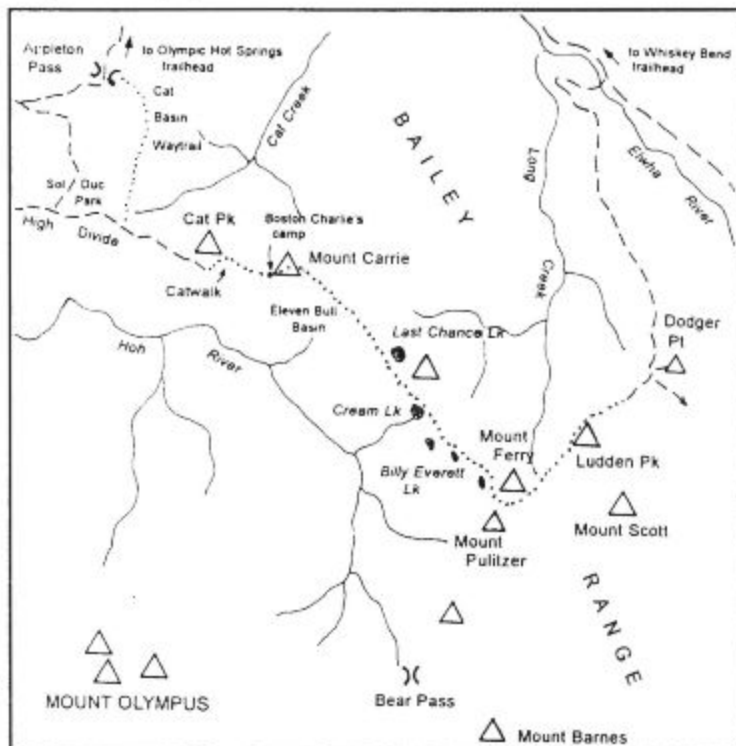 Appleton
Pass
to Olympic Hot Springs
trailhead
Cat
Basin
Waytrail
Cat Creek
BAILEY
to Whiskey Bend
trailhead
Elwha
River
Long
Creek
Sol Duc
Park
High
Divide
Cat Pk
Boston Charlie's
camp
Mount Carrie
Catwalk
Eleven Bull
Basin
Hoh
River
Last Chance Lk
Dodger
Pt
Cream Lk
Mount
Ferry
Billy Everett
Lk
Ludden Pk
Mount
Pulitzer
Mount Scott
RANGE
MOUNT OLYMPUS
Bear Pass
Mount Barnes